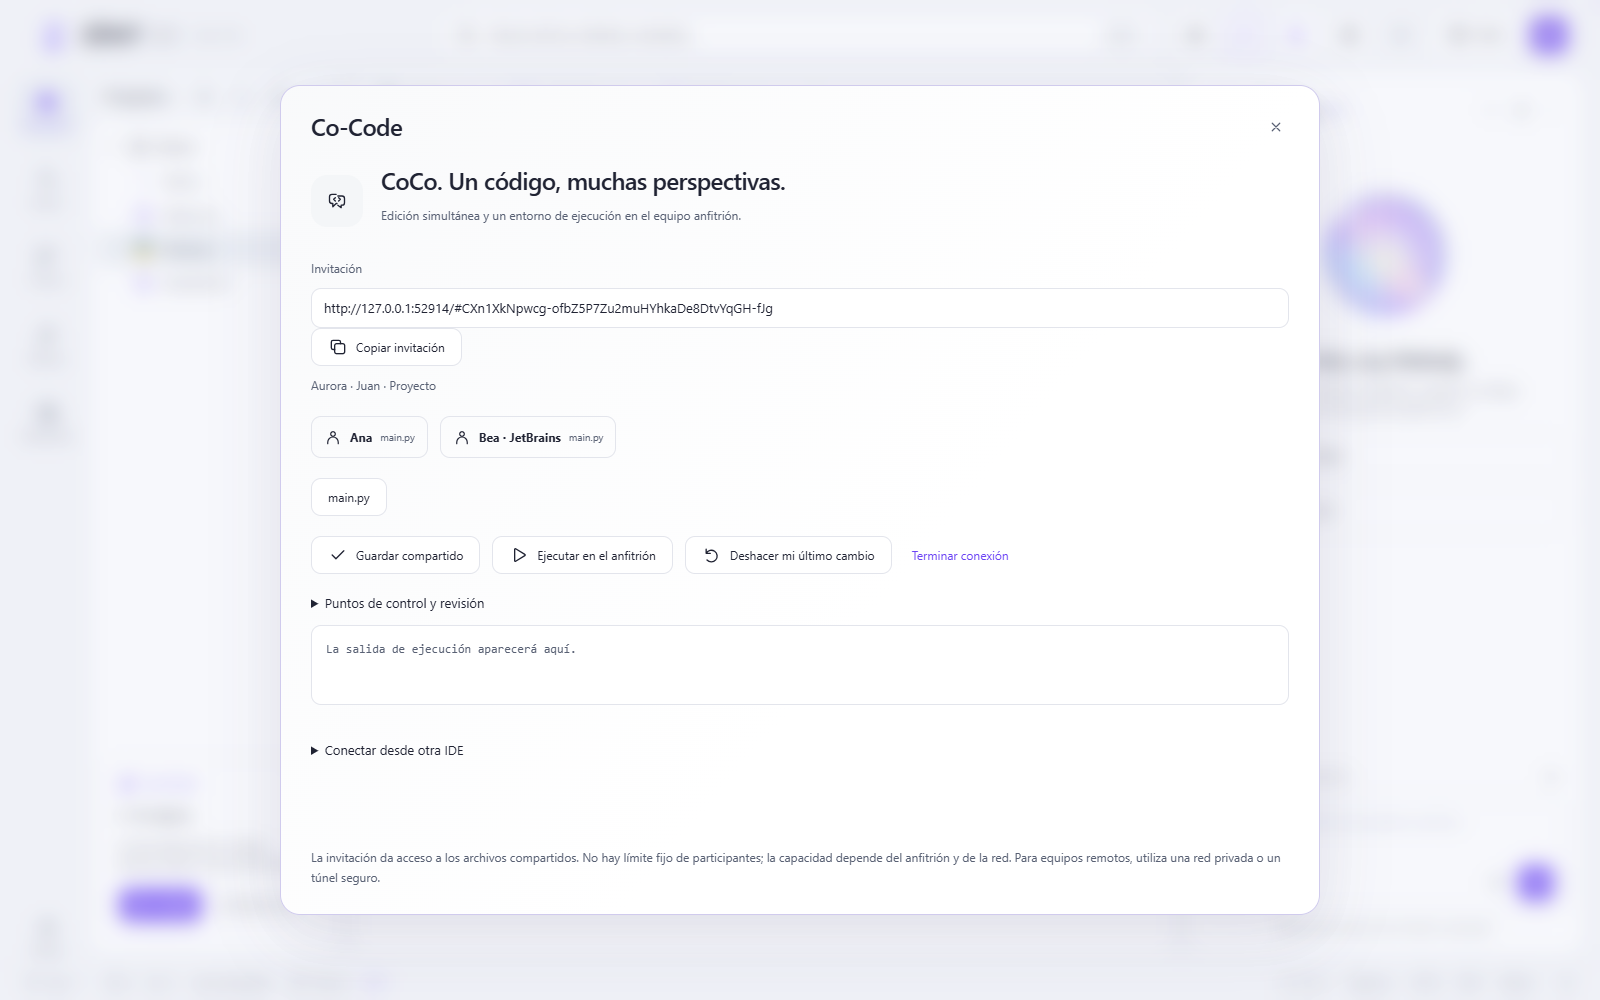 Co-Code
CoCo. Un código, muchas perspectivas.
Edición simultánea y un entorno de ejecución en el equipo anfitrión.
Invitación
http://127.0.0.1:52914/#CXn1XkNpwcg-ofbZ5P7Zu2muHYhkaDe8DtvYqGH-fJg
Copiar invitación
Aurora · Juan · Proyecto
Ana main.py
Bea · JetBrains main.py
main.py
Guardar compartido
Ejecutar en el anfitrión
Deshacer mi último cambio
Terminar conexión
Puntos de control y revisión
La salida de ejecución aparecerá aquí.
Conectar desde otra IDE
La invitación da acceso a los archivos compartidos. No hay límite fijo de participantes; la capacidad depende del anfitrión y de la red. Para equipos remotos, utiliza una red privada o un
túnel seguro.